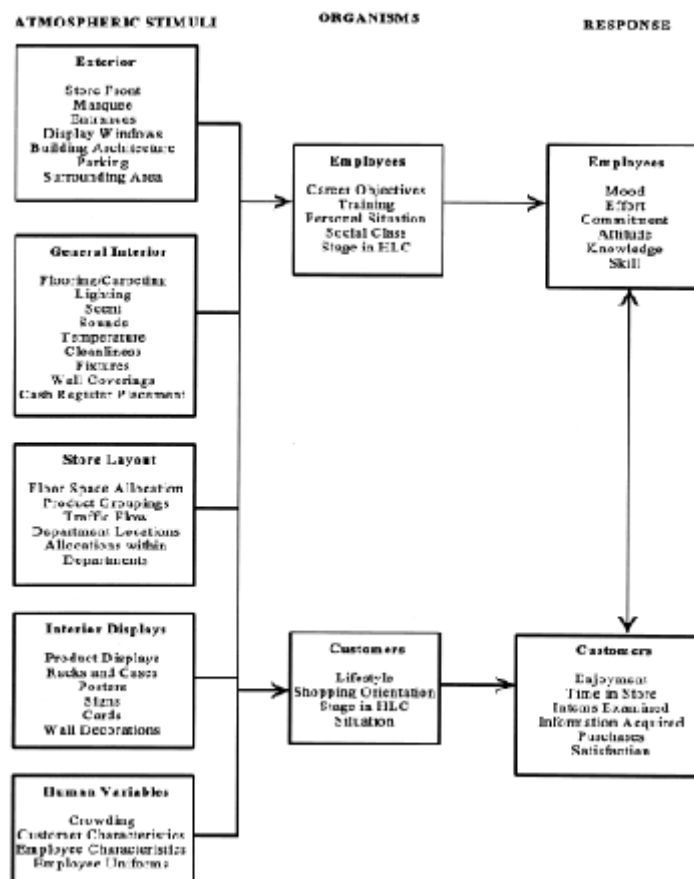 ATMOSPHERIC STIMULI
ORGANISMS
RESPONSE
Exterior
Store Front
Marquee
Entrances
Display Windows
Building Architecture
Parking
Surrounding Area
General Interior
Flooring/Carpeting
Lighting
Scent
Sounds
Temperature
Cleanliness
Fixtures
Wall Coverings
Cash Register Placement
Store Layout
Floor Space Allocation
Product Groupings
Traffic Flow
Department Locations
Allocations within
Departments
Interior Displays
Product Displays
Racks and Cases
Posters
Signs
Cards
Wall Decorations
Human Variables
Crowding
Customer Characteristics
Employee Characteristics
Employee Uniforms
Employees
Career Objectives
Training
Personal Situation
Social Class
Stage in HLC
Customers
Lifestyle
Shopping Orientation
Stage in HLC
Situation
Employees
Mood
Effort
Commitment
Attitude
Knowledge
Skill
Customers
Enjoyment
Time in Store
Items Examined
Information Acquired
Purchases
Satisfaction